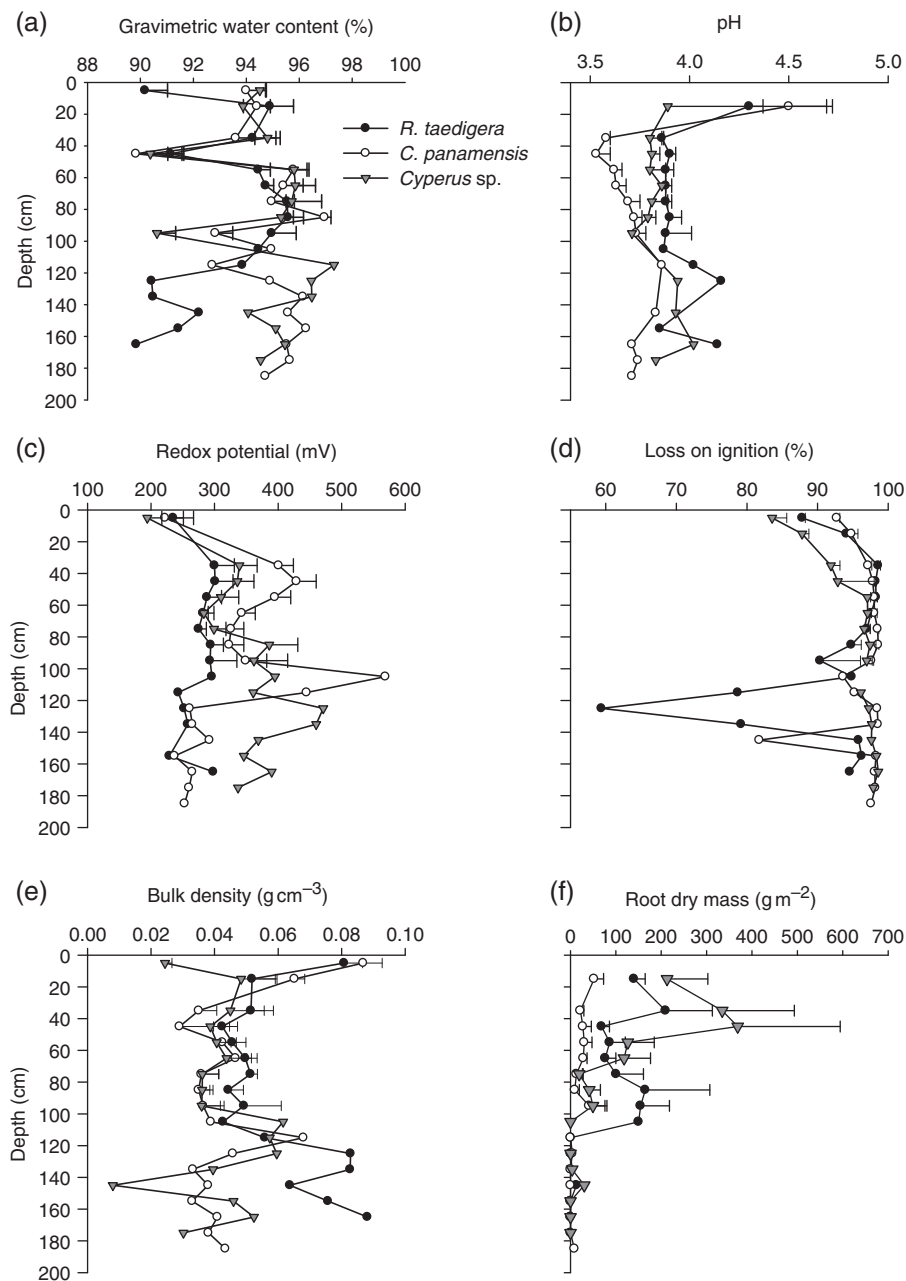 (a) Gravimetric water content (%)
88 90 92 94 96 98 100
0
20
40
60
80
100
120
140
160
180
200
Depth (cm)
R. taedigera
C. panamensis
Cyperus sp.
(b) pH
3.5 4.0 4.5 5.0
(c) Redox potential (mV)
100 200 300 400 500 600
0
20
40
60
80
100
120
140
160
180
200
Depth (cm)
(d) Loss on ignition (%)
60 70 80 90 100
(e) Bulk density (g cm⁻³)
0.00 0.02 0.04 0.06 0.08 0.10
0
20
40
60
80
100
120
140
160
180
200
Depth (cm)
(f) Root dry mass (g m⁻²)
0 100 200 300 400 500 600 700